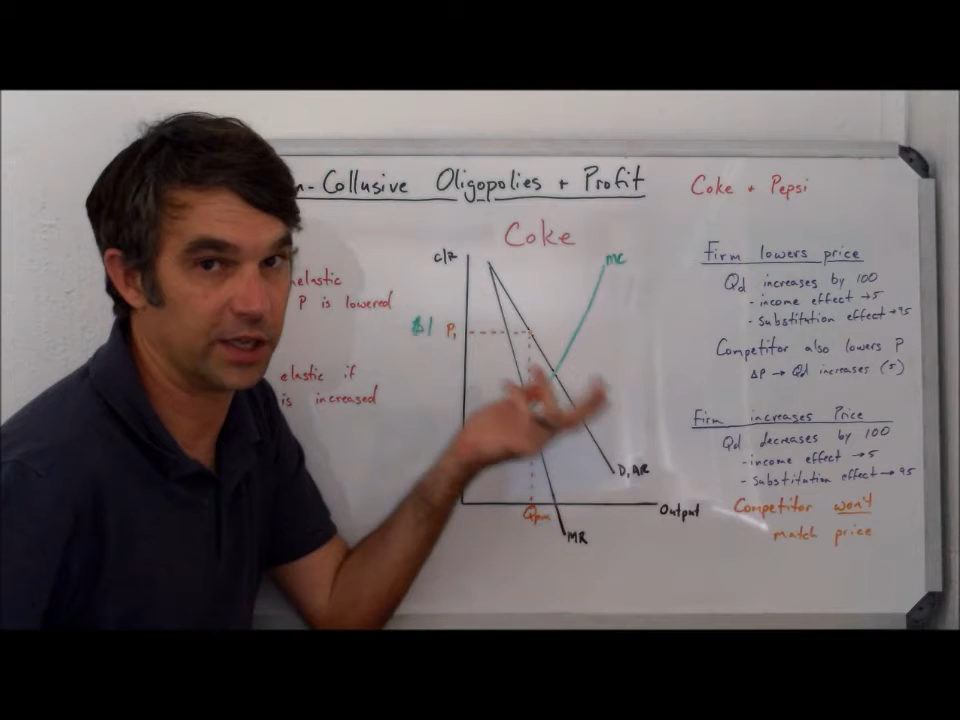 n-Collusive Oligopolies + Profit
Coke + Pepsi
nelastic
P is lowered
elastic if
is increased
Coke
C/R
MC
$1 P₁
D, AR
Output
Qpm
MR
Firm lowers price
Qd increases by 100
- income effect → 5
- substitution effect → 95
Competitor also lowers P
ΔP → Qd increases (5)
Firm increases Price
Qd decreases by 100
- income effect → 5
- substitution effect → 95
Competitor won't
match price